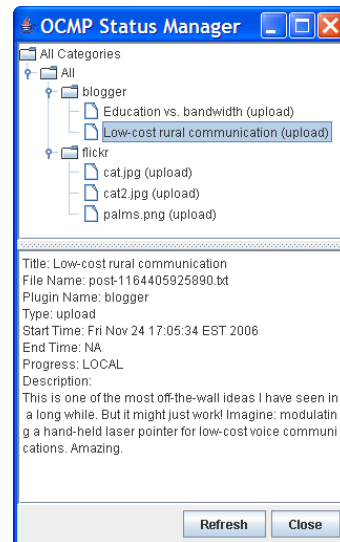 OCMP Status Manager
All Categories
All
blogger
Education vs. bandwidth (upload)
Low-cost rural communication (upload)
flickr
cat.jpg (upload)
cat2.jpg (upload)
palms.png (upload)
Title: Low-cost rural communication
File Name: post-1164405925890.txt
Plugin Name: blogger
Type: upload
Start Time: Fri Nov 24 17:05:34 EST 2006
End Time: NA
Progress: LOCAL
Description:
This is one of the most off-the-wall ideas I have seen in
a long while. But it might just work! Imagine: modulatin
g a hand-held laser pointer for low-cost voice communi
cations. Amazing.
Refresh Close